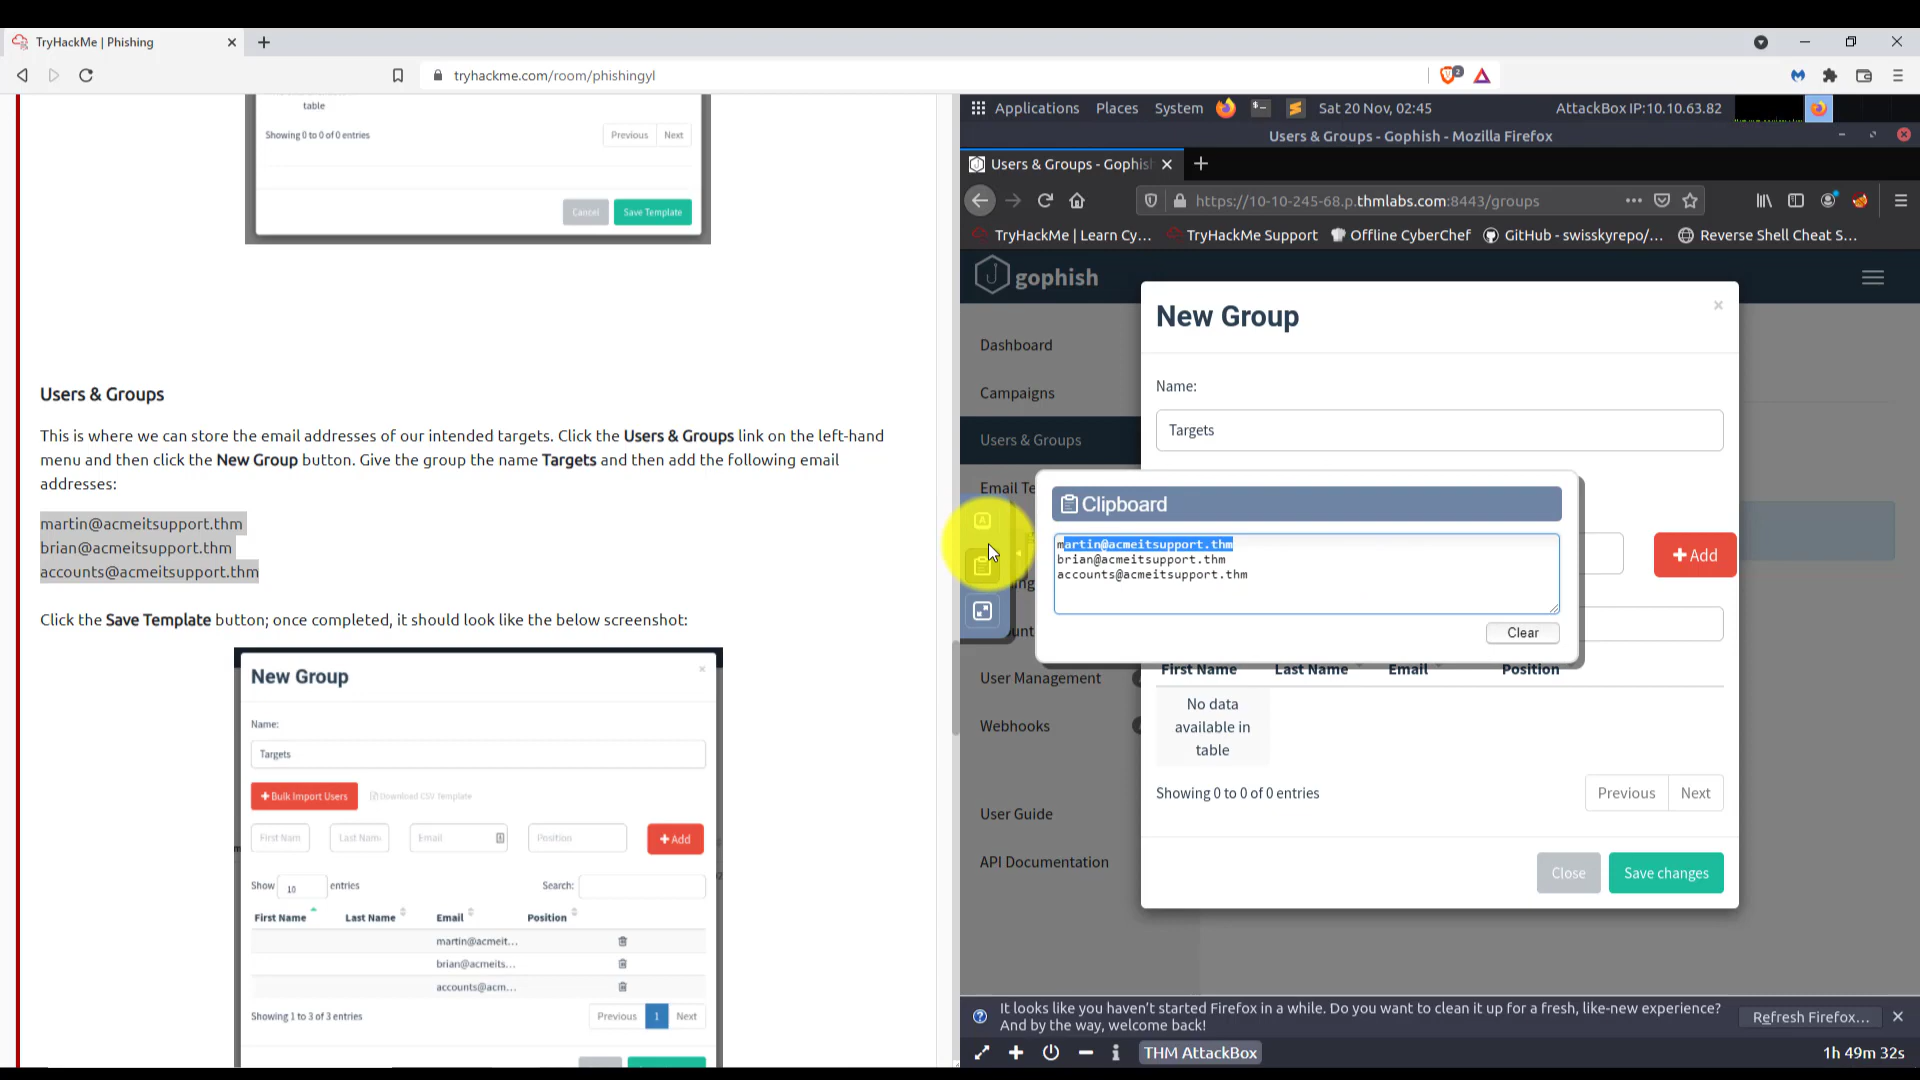 TryHackMe | Phishing
tryhackme.com/room/phishingyl
2
table
Showing 0 to 0 of 0 entries
Previous
Next
Cancel
Save Template
Users & Groups
This is where we can store the email addresses of our intended targets. Click the Users & Groups link on the left-hand
menu and then click the New Group button. Give the group the name Targets and then add the following email
addresses:
martin@acmeitsupport.thm
brian@acmeitsupport.thm
accounts@acmeitsupport.thm
Click the Save Template button; once completed, it should look like the below screenshot:
New Group
Name:
Targets
Bulk Import Users
Download CSV Template
First Nam
Last Name
Email
Position
Add
Show 10 entries
Search:
First Name
Last Name
Email
Position
martin@acmeit...
brian@acmeits...
accounts@acm...
Showing 1 to 3 of 3 entries
Previous
1
Next
Applications
Places
System
Sat 20 Nov, 02:45
AttackBox IP:10.10.63.82
Users & Groups - Gophish - Mozilla Firefox
Users & Groups - Gophish
https://10-10-245-68.p.thmlabs.com:8443/groups
TryHackMe | Learn Cy...
TryHackMe Support
Offline CyberChef
GitHub - swisskyrepo/...
Reverse Shell Cheat S...
gophish
Dashboard
Campaigns
Users & Groups
Email Te
User Management
Webhooks
User Guide
API Documentation
New Group
Name:
Targets
Clipboard
martin@acmeitsupport.thm
brian@acmeitsupport.thm
accounts@acmeitsupport.thm
Clear
Add
First Name
Last Name
Email
Position
No data
available in
table
Showing 0 to 0 of 0 entries
Previous
Next
Close
Save changes
It looks like you haven't started Firefox in a while. Do you want to clean it up for a fresh, like-new experience?
And by the way, welcome back!
Refresh Firefox...
THM AttackBox
1h 49m 32s